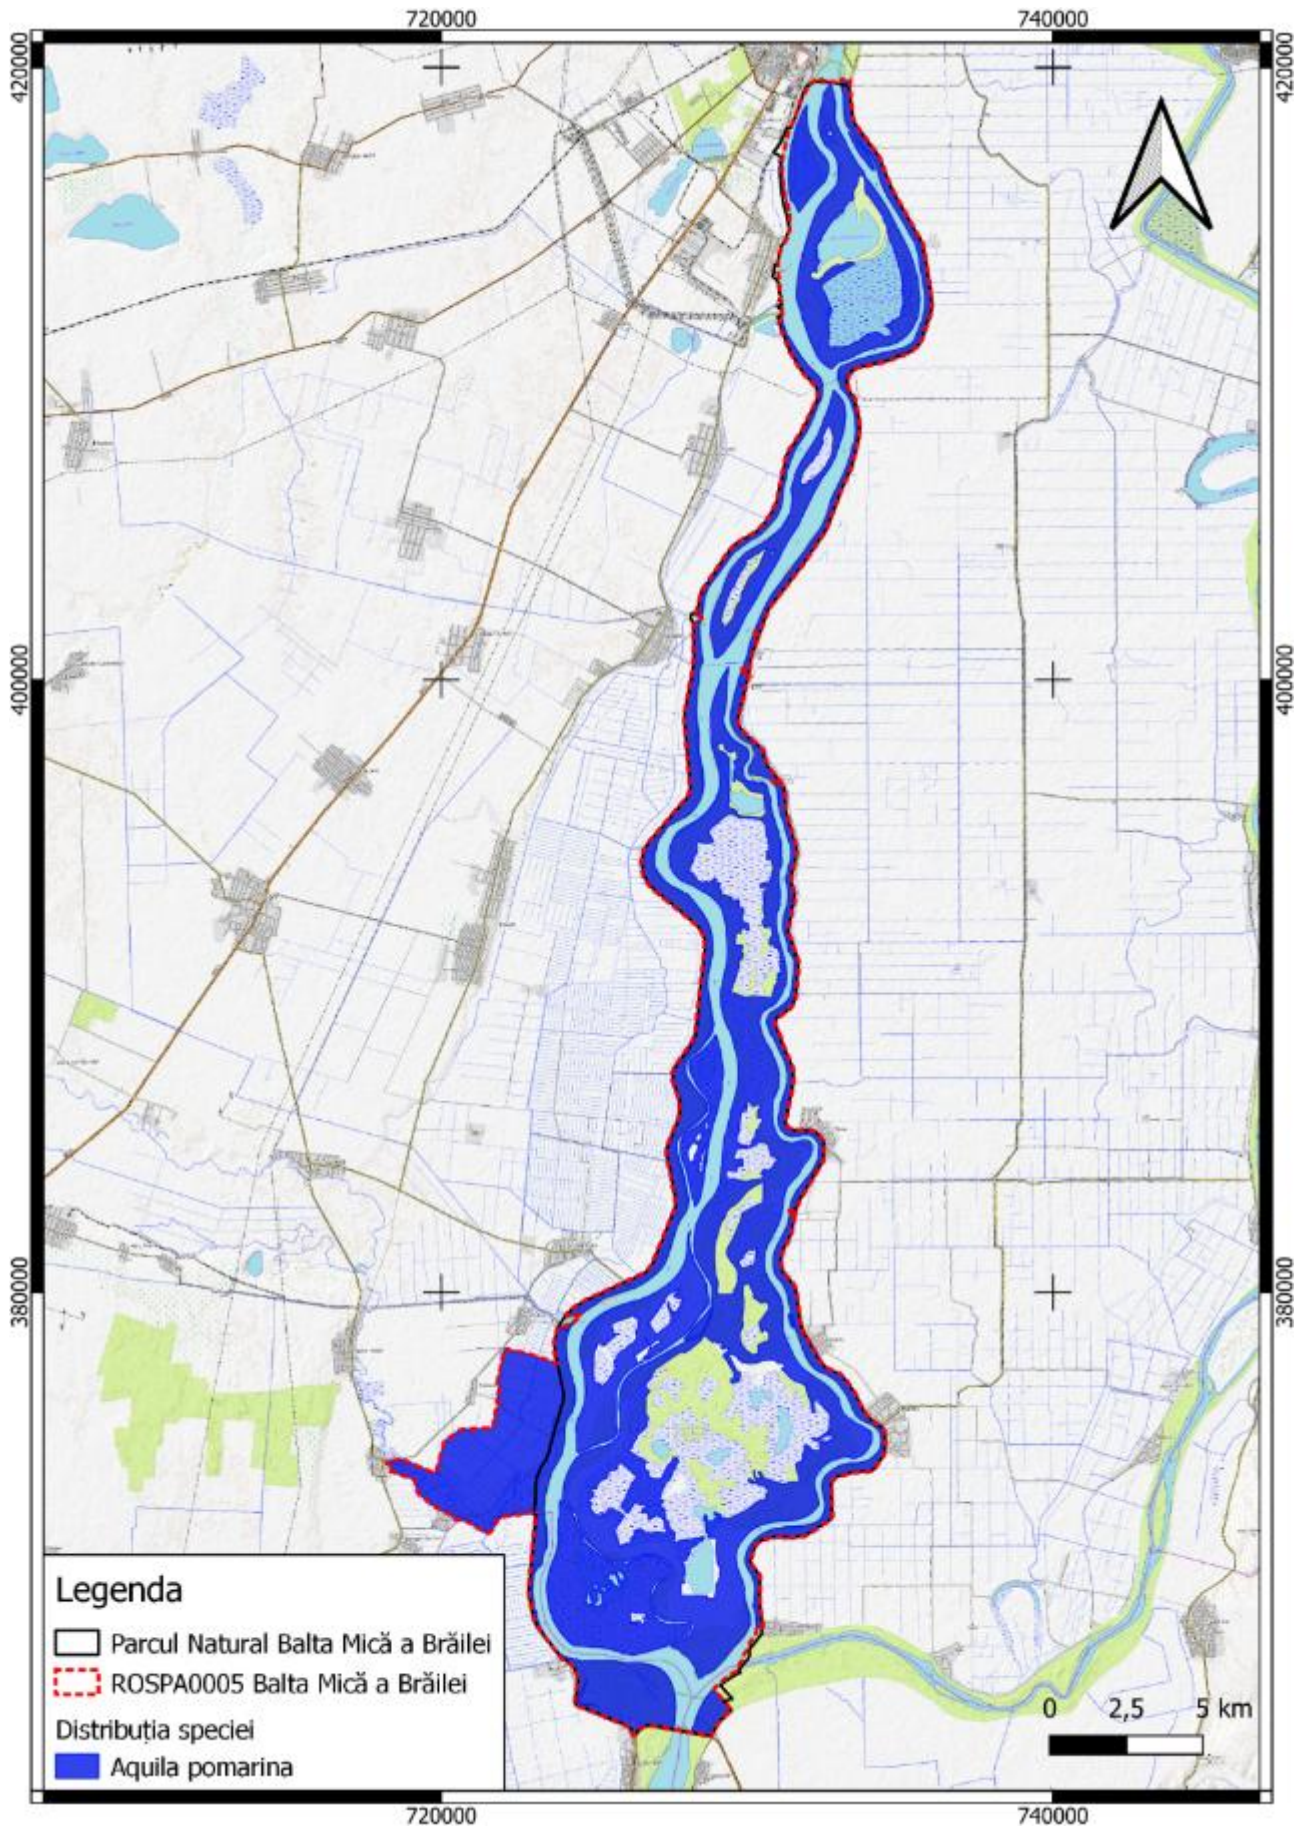 720000 740000
420000 420000
400000 400000
380000 380000
Legenda
Parcul Natural Balta Mică a Brăilei
ROSPA0005 Balta Mică a Brăilei
Distribuția speciei
Aquila pomarina
0 2,5 5 km
720000 740000